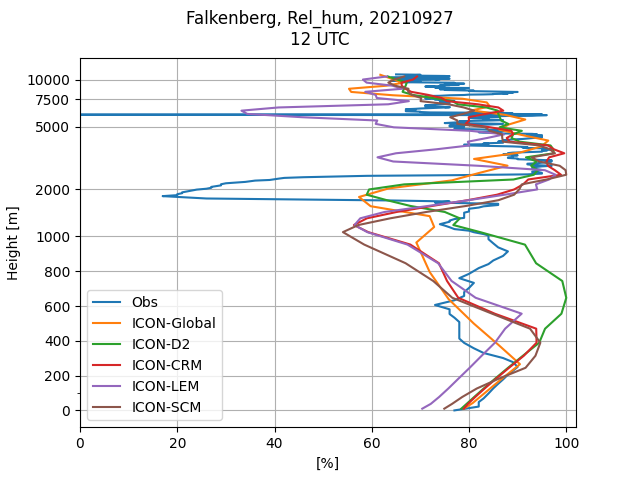 Falkenberg, Rel_hum, 20210927
12 UTC
Height [m]
10000
7500
5000
2000
1000
800
600
400
200
0
Obs
ICON-Global
ICON-D2
ICON-CRM
ICON-LEM
ICON-SCM
0 20 40 60 80 100
[%]